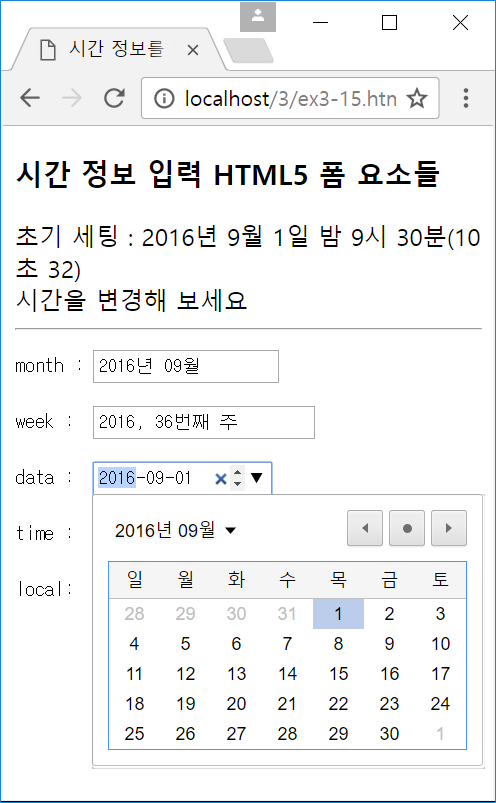 시간 정보를
localhost/3/ex3-15.htn
시간 정보 입력 HTML5 폼 요소들
초기 세팅 : 2016년 9월 1일 밤 9시 30분(10
초 32)
시간을 변경해 보세요
month : 2016년 09월
week : 2016, 36번째 주
data : 2016-09-01
time :
local:
2016년 09월
일 월 화 수 목 금 토
28 29 30 31 1 2 3
4 5 6 7 8 9 10
11 12 13 14 15 16 17
18 19 20 21 22 23 24
25 26 27 28 29 30 1